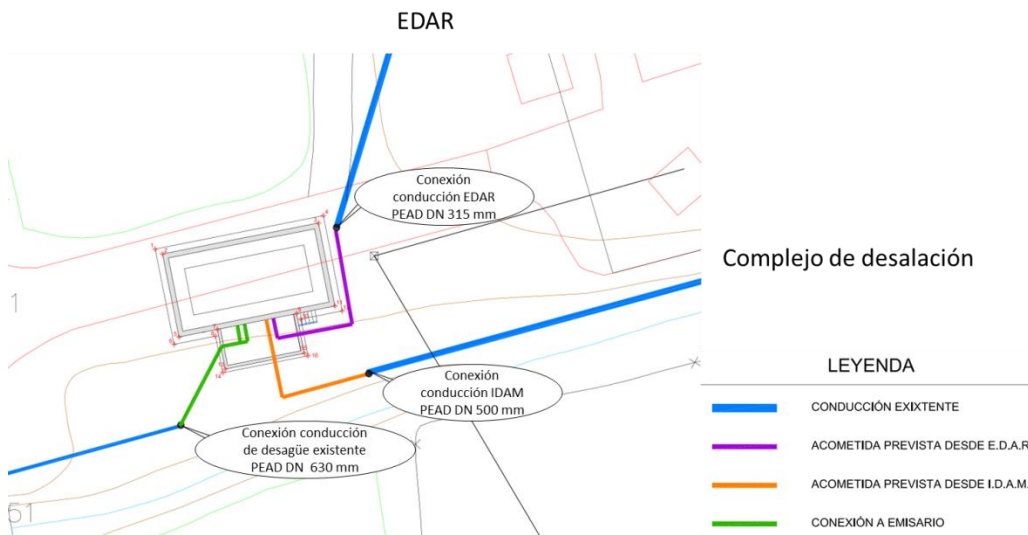 EDAR
Conexión
conducción EDAR
PEAD DN 315 mm
Complejo de desalación
1
Conexión
conducción IDAM
PEAD DN 500 mm
Conexión conducción
de desagüe existente
PEAD DN 630 mm
51
LEYENDA
CONDUCCIÓN EXIXTENTE
ACOMETIDA PREVISTA DESDE E.D.A.R
ACOMETIDA PREVISTA DESDE I.D.A.M.
CONEXIÓN A EMISARIO